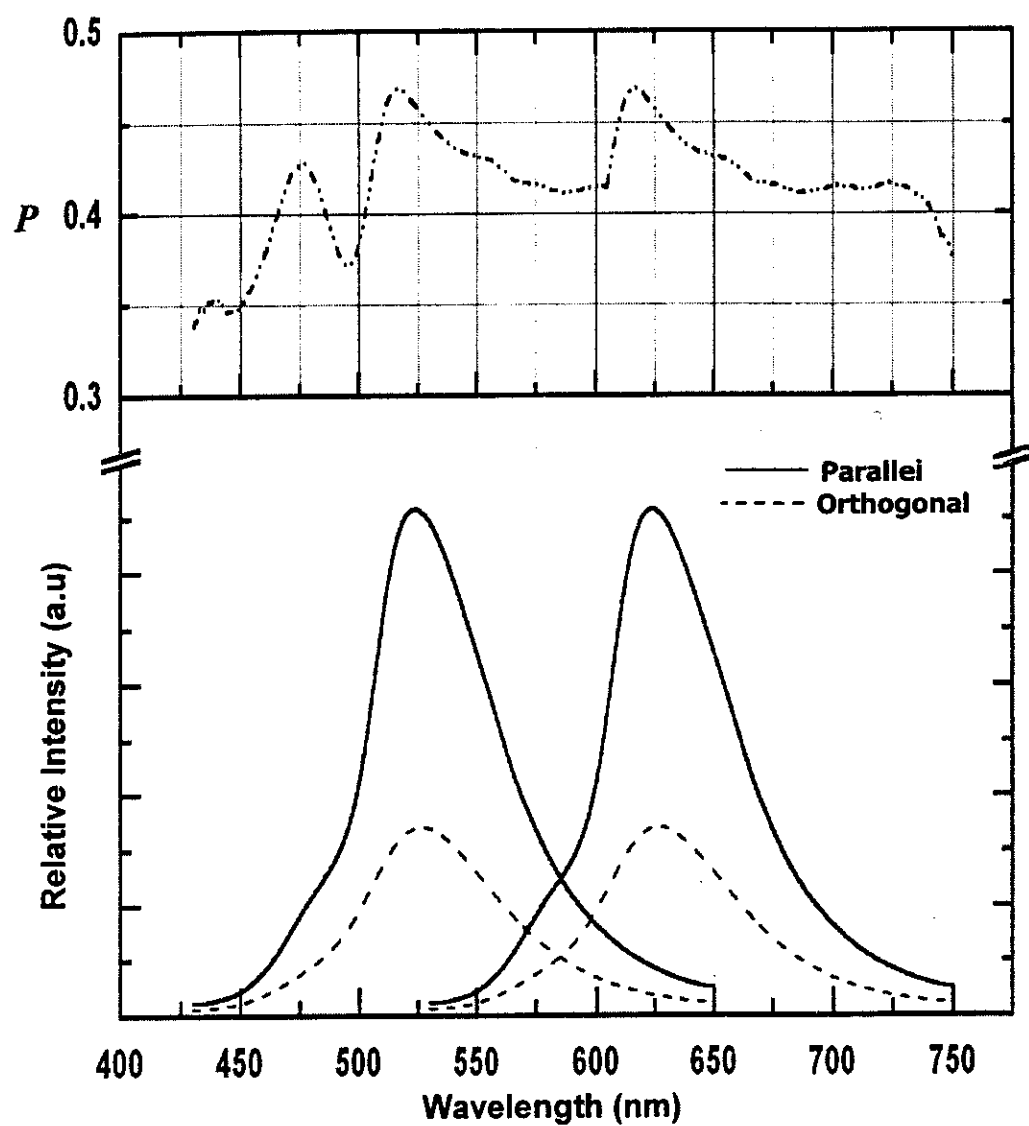 0.5
0.4
P
0.3
Parallei
Orthogonal
Relative Intensity (a.u)
400 450 500 550 600 650 700 750
Wavelength (nm)